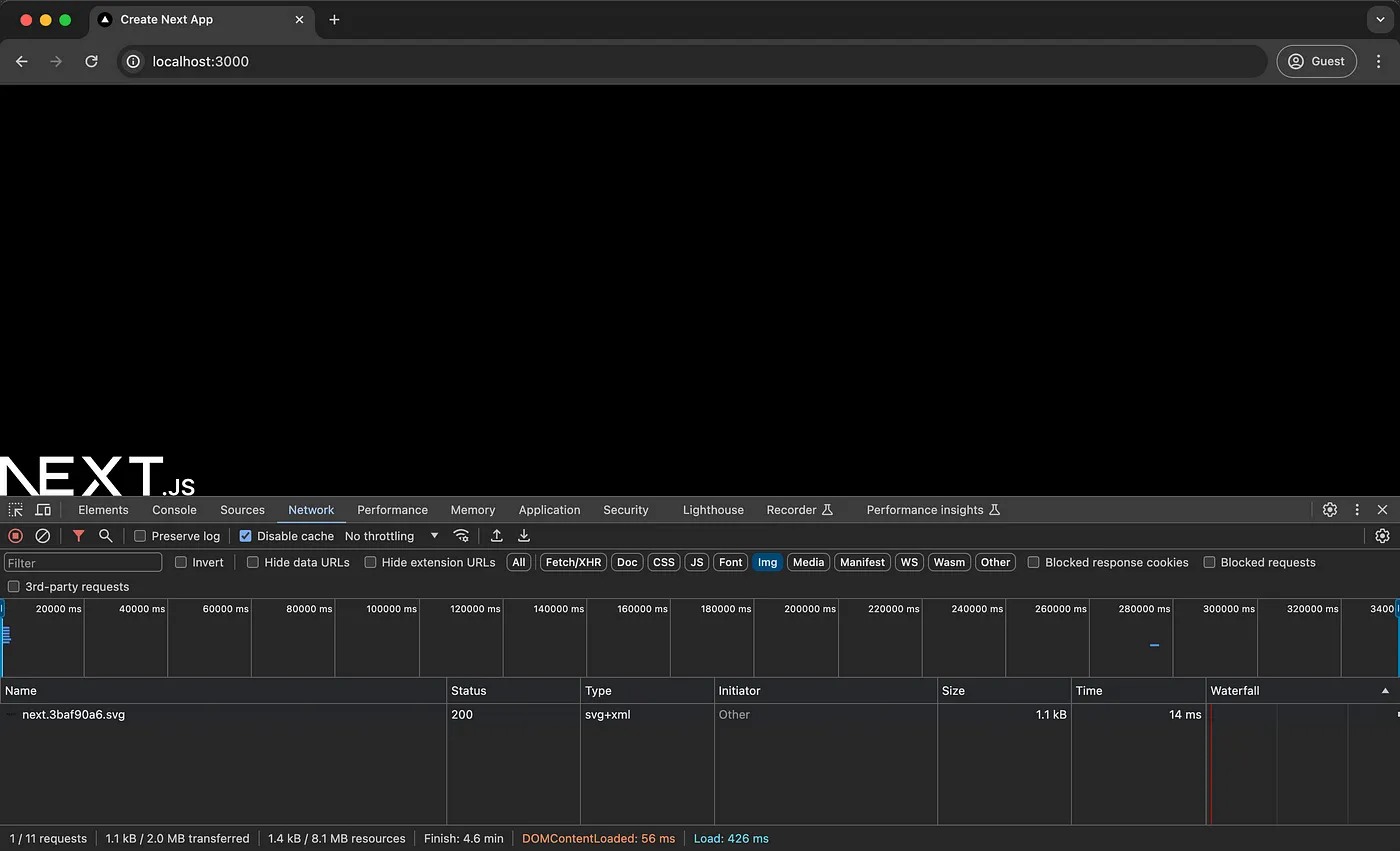 Create Next App
localhost:3000
Guest
NEXT.JS
Elements Console Sources Network Performance Memory Application Security Lighthouse Recorder Performance insights
Preserve log Disable cache No throttling
Filter Invert Hide data URLs Hide extension URLs All Fetch/XHR Doc CSS JS Font Img Media Manifest WS Wasm Other Blocked response cookies Blocked requests
3rd-party requests
20000 ms 40000 ms 60000 ms 80000 ms 100000 ms 120000 ms 140000 ms 160000 ms 180000 ms 200000 ms 220000 ms 240000 ms 260000 ms 280000 ms 300000 ms 320000 ms 3400
Name Status Type Initiator Size Time Waterfall
next.3baf90a6.svg 200 svg+xml Other 1.1 kB 14 ms
1 / 11 requests 1.1 kB / 2.0 MB transferred 1.4 kB / 8.1 MB resources Finish: 4.6 min DOMContentLoaded: 56 ms Load: 426 ms